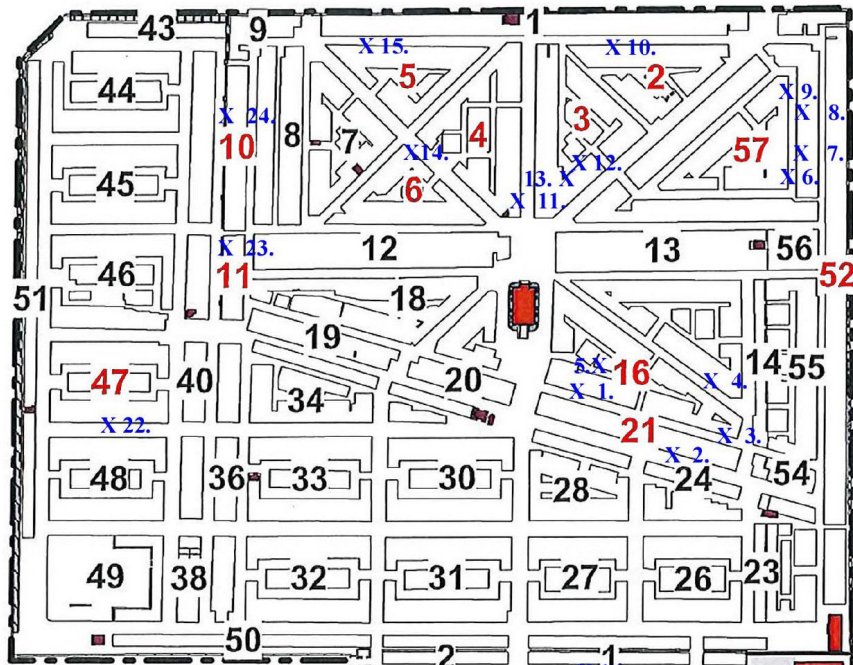 43 9 1
X 15. X 10.
44 5 2
X 9.
X 24. X 8.
10 8 7 4 3 57
X14. X 12. X 7.
45 6 13. X X 6.
X 11.
X 23. 12 13 56
46 11 52
51 18
19
5.X 16 14 55
47 40 20 X 4.
34 X 1.
X 22. 21 X 3.
X 2.
48 36 33 30 28 24 54
49 38 32 31 27 26 23
50 2 1